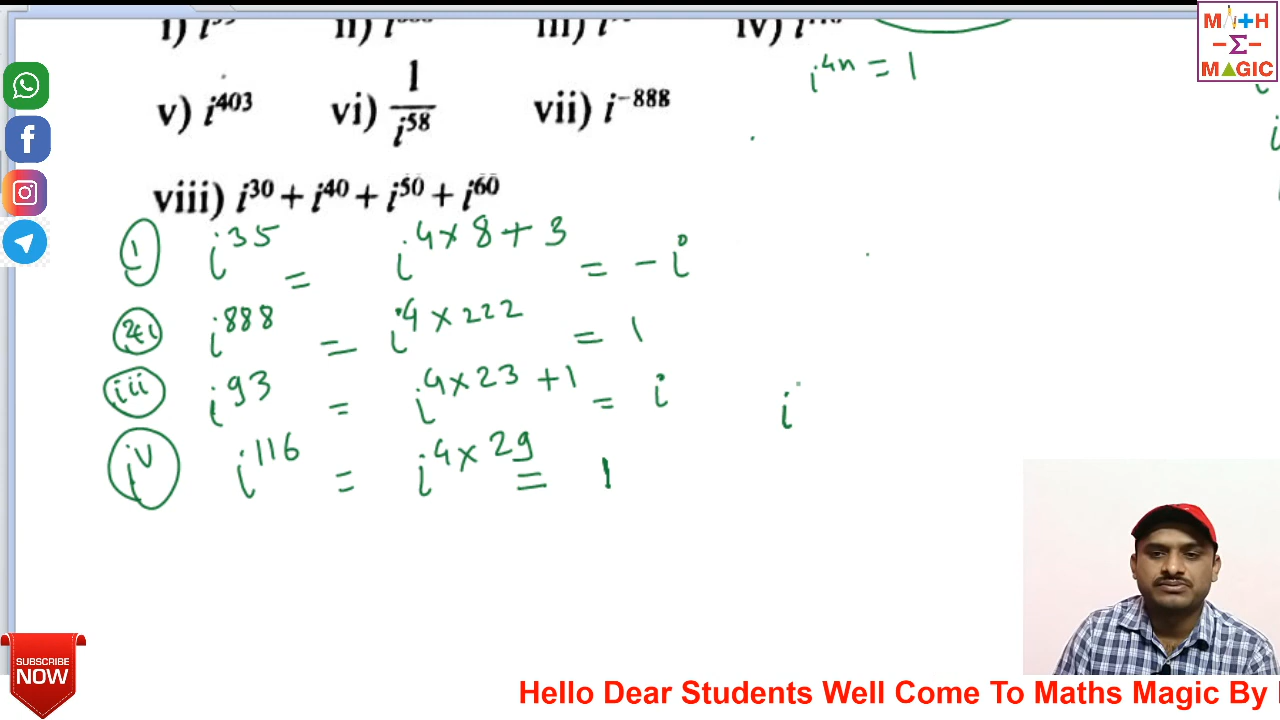 M A + H
- Σ -
MAGIC
i^{4n} = 1
v) i^{403} vi) 1/i^{58} vii) i^{-888}
viii) i^{30} + i^{40} + i^{50} + i^{60}
i^{35} = i^{4×8+3} = -i
i^{888} = i^{4×222} = 1
iii i^{93} = i^{4×23+1} = i i
iv i^{116} = i^{4×29} = 1
SUBSCRIBE
NOW
Hello Dear Students Well Come To Maths Magic By